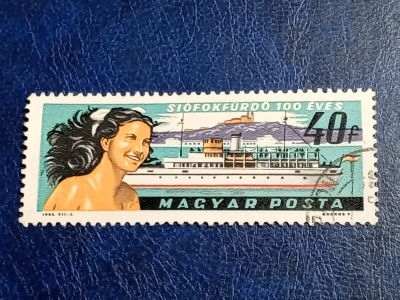 SIÓFOKFÜRDŐ 100 ÉVES
40f
MAGYAR POSTA